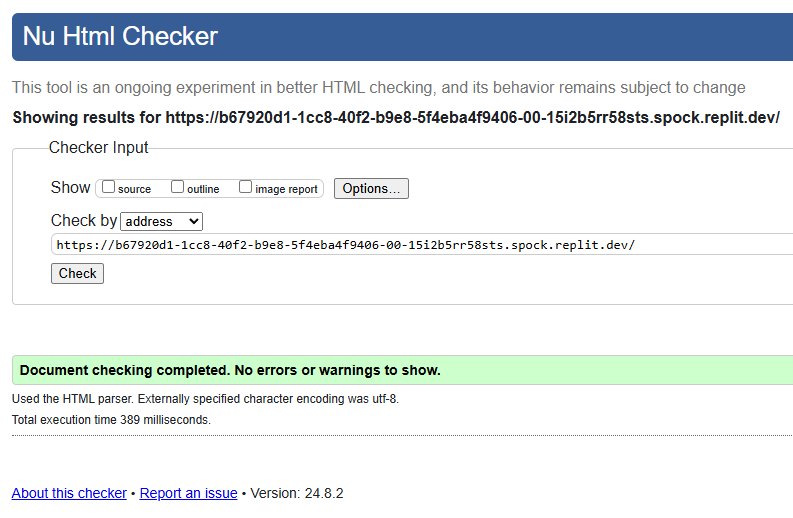 Nu Html Checker
This tool is an ongoing experiment in better HTML checking, and its behavior remains subject to change
Showing results for https://b67920d1-1cc8-40f2-b9e8-5f4eba4f9406-00-15i2b5rr58sts.spock.replit.dev/
Checker Input
Show source outline image report Options...
Check by address
https://b67920d1-1cc8-40f2-b9e8-5f4eba4f9406-00-15i2b5rr58sts.spock.replit.dev/
Check
Document checking completed. No errors or warnings to show.
Used the HTML parser. Externally specified character encoding was utf-8.
Total execution time 389 milliseconds.
About this checker • Report an issue • Version: 24.8.2